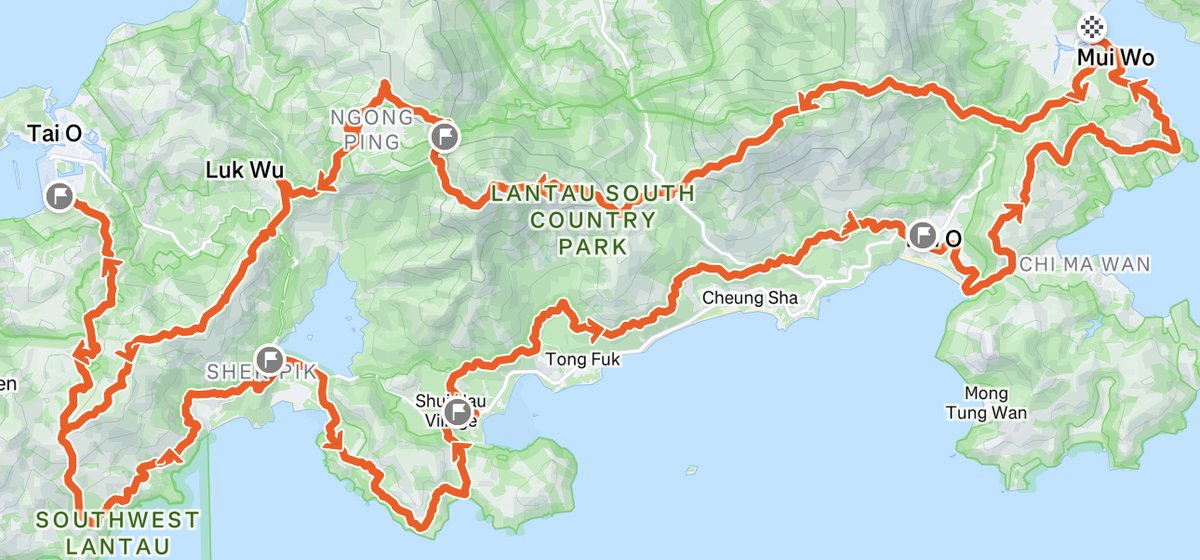 Mui Wo
NGONG
PING
Tai O
Luk Wu
LANTAU SOUTH
COUNTRY
PARK
O
CHI MA WAN
Cheung Sha
Tong Fuk
en
Mong
Tung Wan
SOUTHWEST
LANTAU